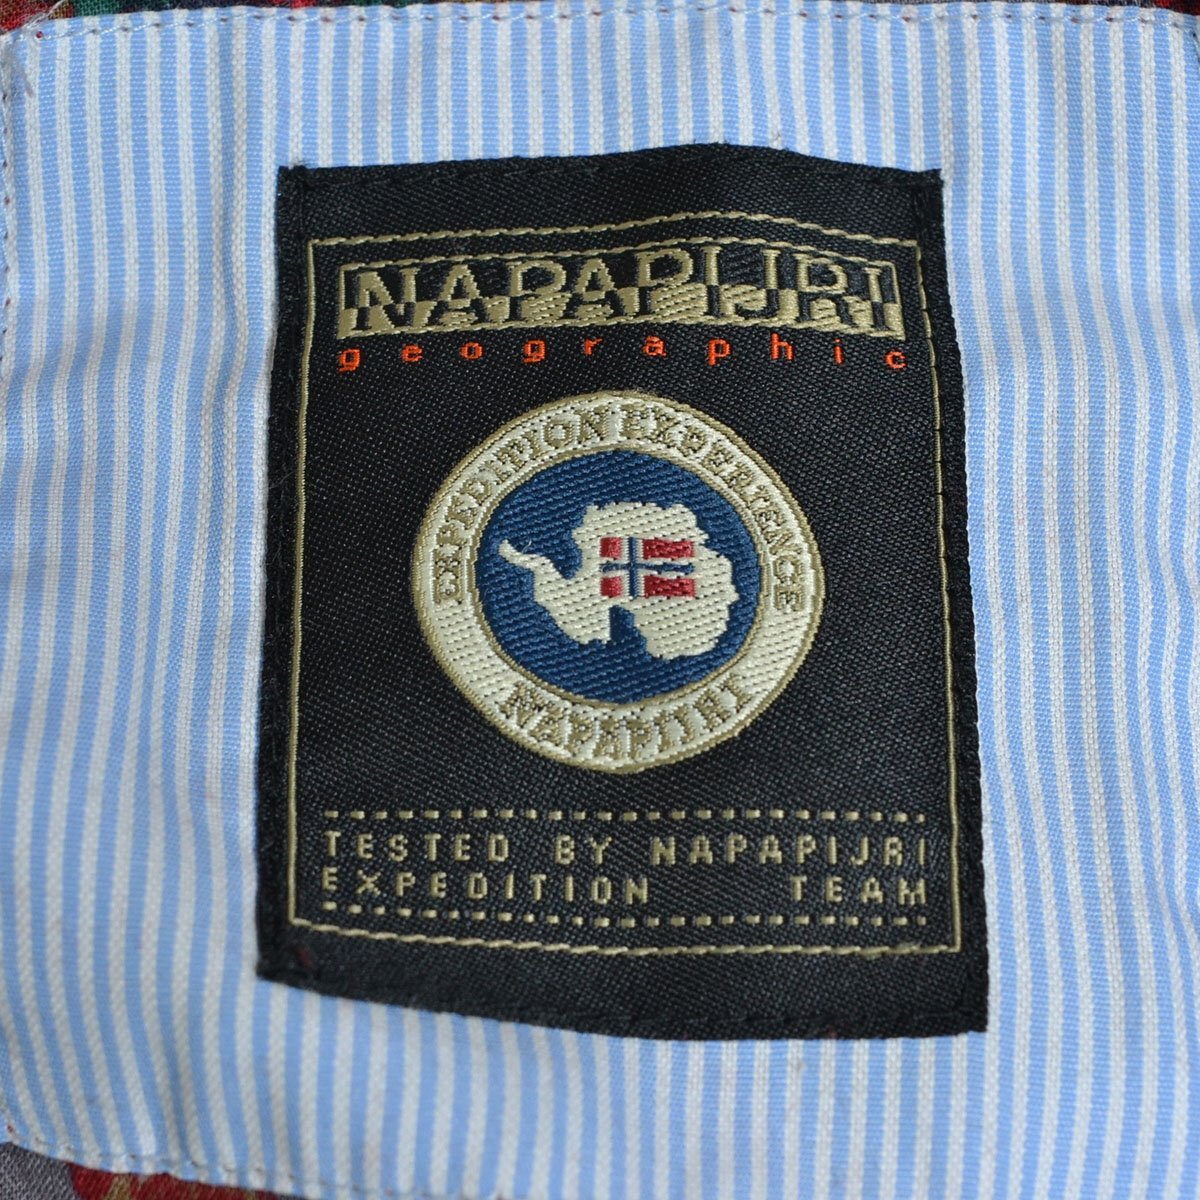 NAPAPIJRI
geographic
EXPEDITION EXPERIENCE
NAPAPIJRI
TESTED BY NAPAPIJRI
EXPEDITION TEAM